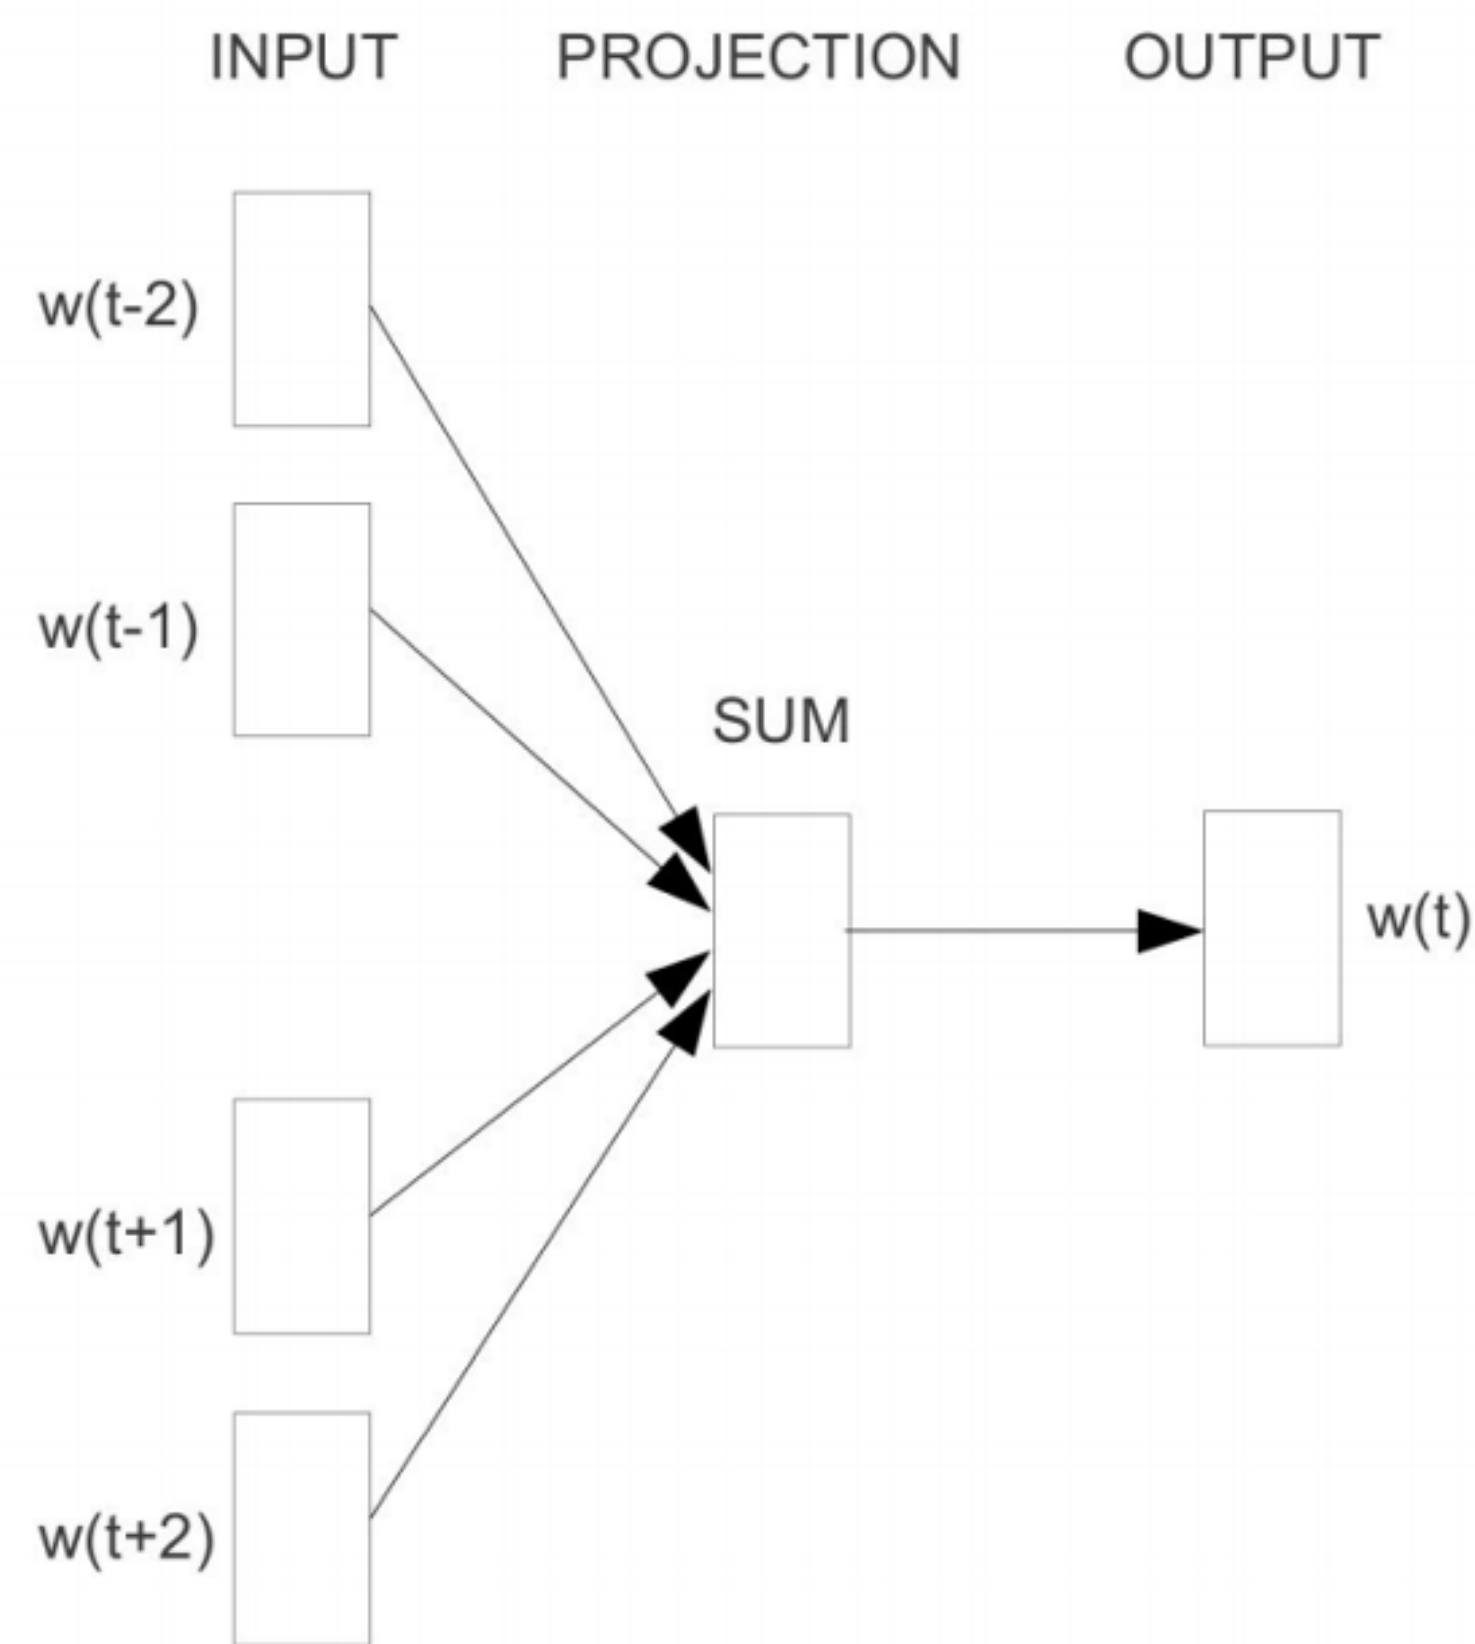 INPUT PROJECTION OUTPUT
w(t-2)
w(t-1)
SUM
w(t)
w(t+1)
w(t+2)